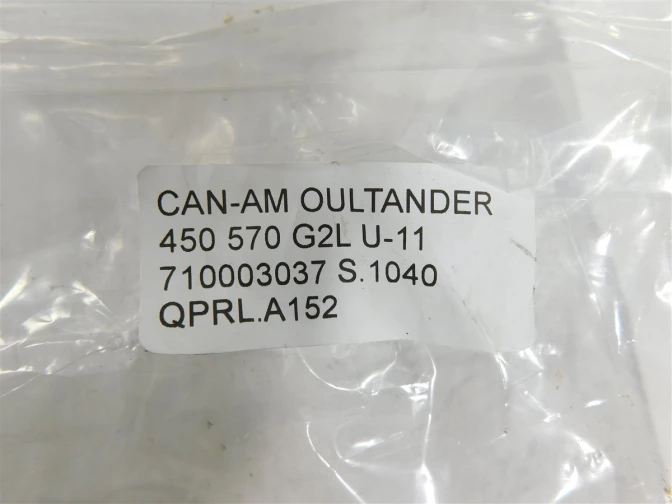 CAN-AM OULTANDER
450 570 G2L U-11
710003037 S.1040
QPRL.A152